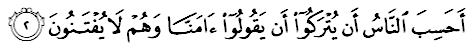 أَحَسِبَ ٱلنَّاسُ أَن يُتْرَكُوٓا۟ أَن يَقُولُوٓا۟ ءَامَنَّا وَهُمْ لَا يُفْتَنُونَ ٢